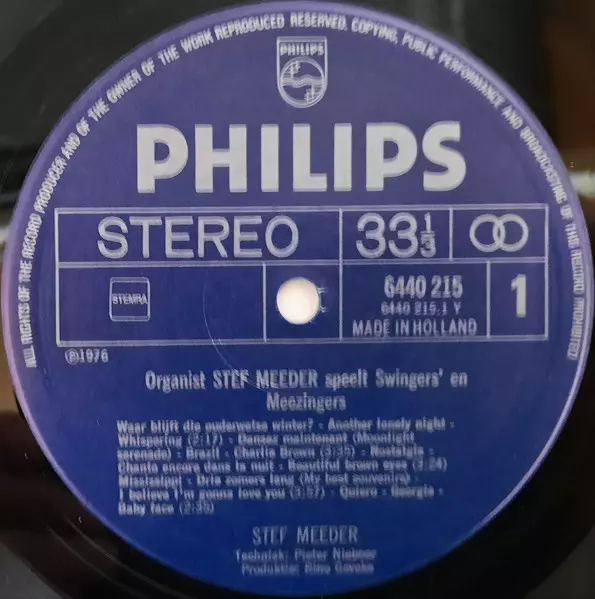 ALL RIGHTS OF THE RECORD PRODUCER AND OF THE OWNER OF THE WORK REPRODUCED RESERVED. COPYING, PUBLIC PERFORMANCE AND BROADCASTING OF THIS RECORD PROHIBITED
PHILIPS
PHILIPS
STEREO 33⅓
STEMRA 6440 215 1
6440 215.1 Y
MADE IN HOLLAND
℗1976
Organist STEF MEEDER speelt Swingers' en
Meezingers
Waar blijft die ouderwetse winter? - Another lonely night -
Whispering (2:17) - Dansez maintenant (Moonlight
serenade) - Brazil - Charlie Brown (3:35) - Nostalgia -
Chante encore dans la nuit - Beautiful brown eyes (3:24)
Mississippi - Drie zomers lang (My best souvenirs) -
I believe I'm gonna love you (3:57) - Quiero - Georgia -
Baby face (2:35)
STEF MEEDER
Techniek: Pieter Nieboer
Produktie: